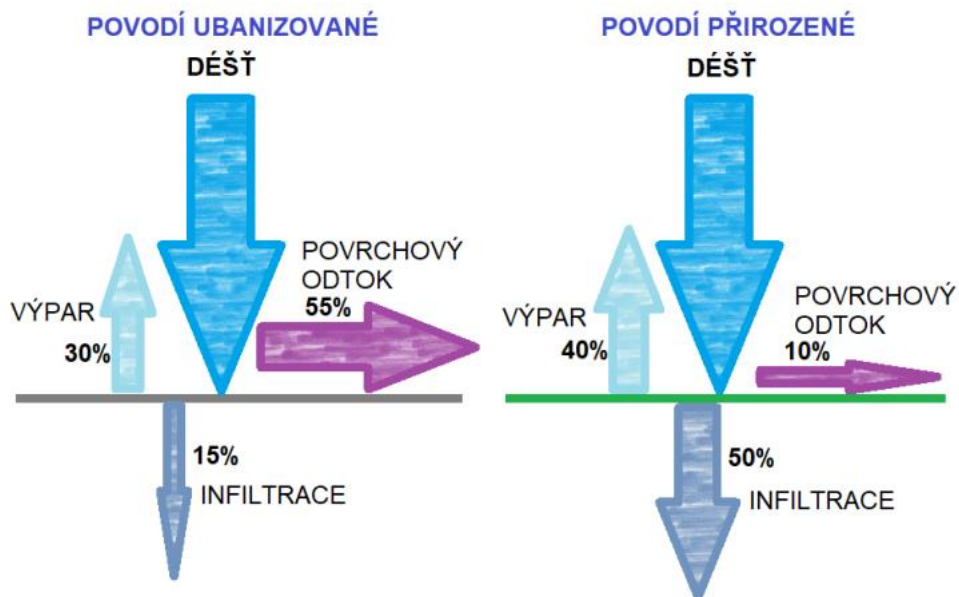 POVODÍ UBANIZOVANÉ
DÉŠŤ
POVRCHOVÝ
ODTOK
55%
VÝPAR
30%
15%
INFILTRACE
POVODÍ PŘIROZENÉ
DÉŠŤ
VÝPAR
40%
POVRCHOVÝ
ODTOK
10%
50%
INFILTRACE